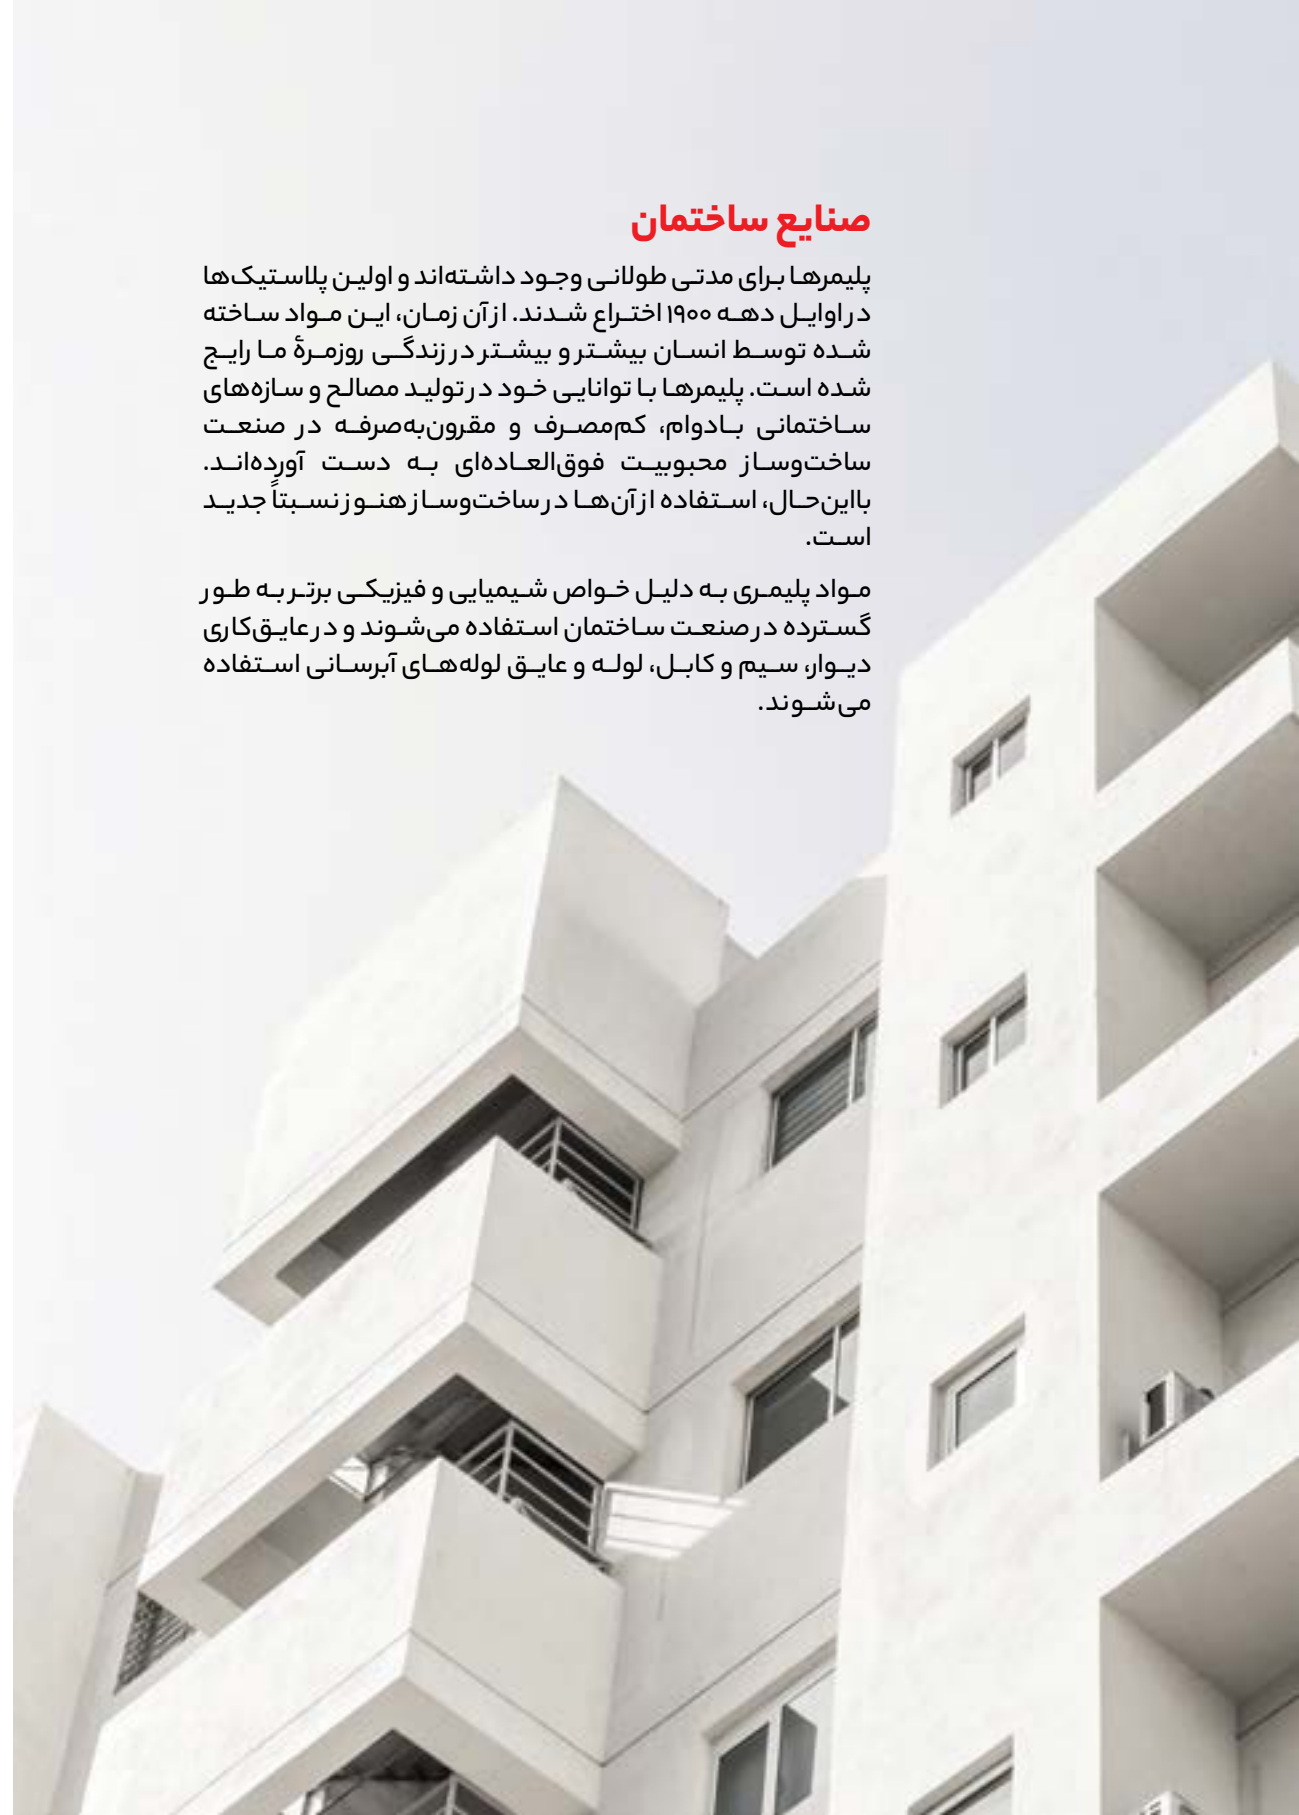 صنایع ساختمان
پلیمرها برای مدتی طولانی وجود داشته‌اند و اولین پلاستیک‌ها
در اوایل دهه ۱۹۰۰ اختراع شدند. از آن زمان، این مواد ساخته
شده توسط انسان بیشتر و بیشتر در زندگی روزمرهٔ ما رایج
شده است. پلیمرها با توانایی خود در تولید مصالح و سازه‌های
ساختمانی بادوام، کم‌مصرف و مقرون‌به‌صرفه در صنعت
ساخت‌وساز محبوبیت فوق‌العاده‌ای به دست آورده‌اند.
بااین‌حال، استفاده از آن‌ها در ساخت‌وساز هنوز نسبتاً جدید
است.
مواد پلیمری به دلیل خواص شیمیایی و فیزیکی برتر به طور
گسترده در صنعت ساختمان استفاده می‌شوند و در عایق‌کاری
دیوار، سیم و کابل، لوله و عایق لوله‌های آبرسانی استفاده
می‌شوند.